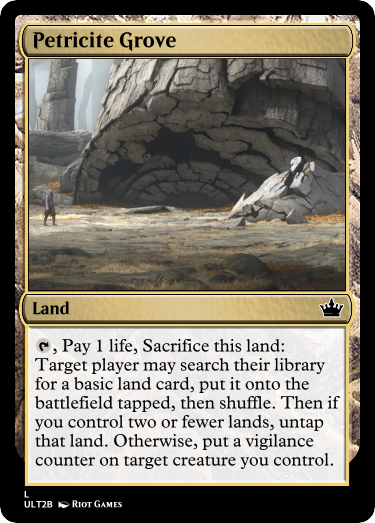 Petricite Grove
Land
, Pay 1 life, Sacrifice this land:
Target player may search their library
for a basic land card, put it onto the
battlefield tapped, then shuffle. Then if
you control two or fewer lands, untap
that land. Otherwise, put a vigilance
counter on target creature you control.
L
ULT2B Riot Games